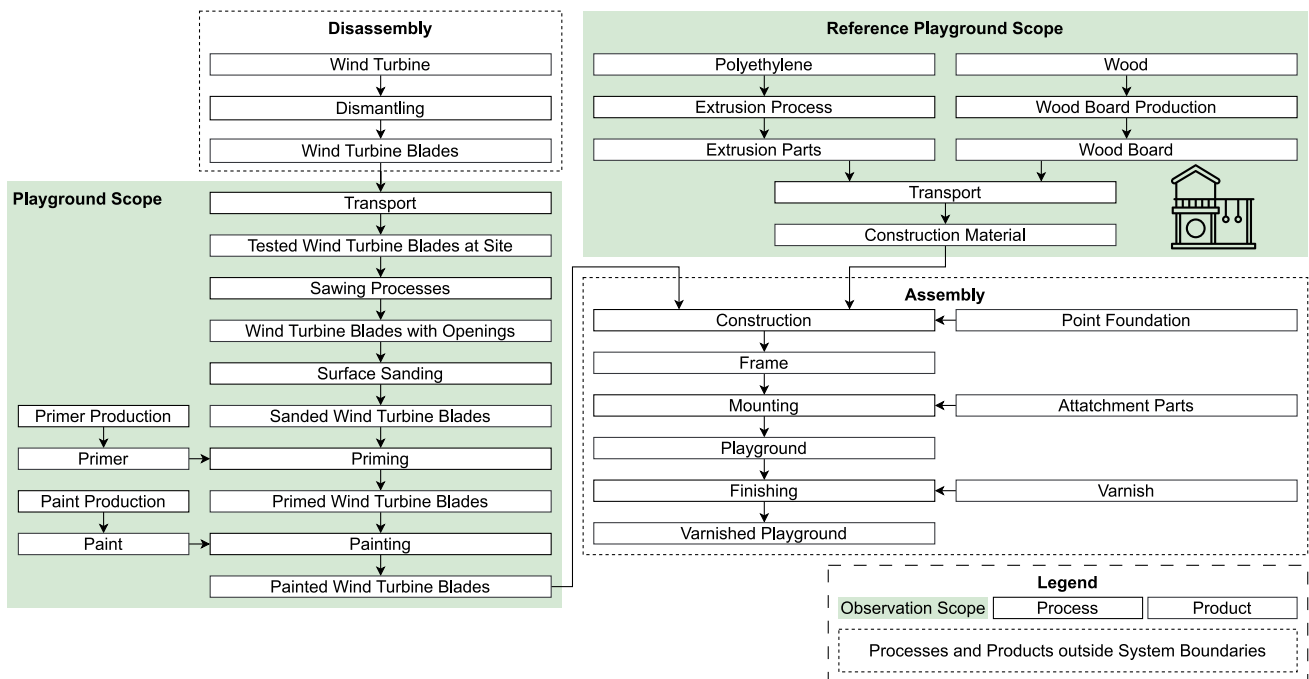 Disassembly
Wind Turbine
Dismantling
Wind Turbine Blades
Playground Scope
Transport
Tested Wind Turbine Blades at Site
Sawing Processes
Wind Turbine Blades with Openings
Surface Sanding
Primer Production
Sanded Wind Turbine Blades
Primer
Priming
Paint Production
Primed Wind Turbine Blades
Paint
Painting
Painted Wind Turbine Blades
Reference Playground Scope
Polyethylene
Wood
Extrusion Process
Wood Board Production
Extrusion Parts
Wood Board
Transport
Construction Material
Assembly
Construction
Point Foundation
Frame
Mounting
Attatchment Parts
Playground
Finishing
Varnish
Varnished Playground
Legend
Observation Scope
Process
Product
Processes and Products outside System Boundaries